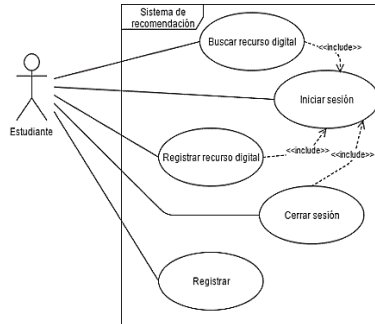 Sistema de
recomendación
Buscar recurso digital
<<include>>
Iniciar sesión
Estudiante
Registrar recurso digital
<<include>>
<<include>>
Cerrar sesión
Registrar